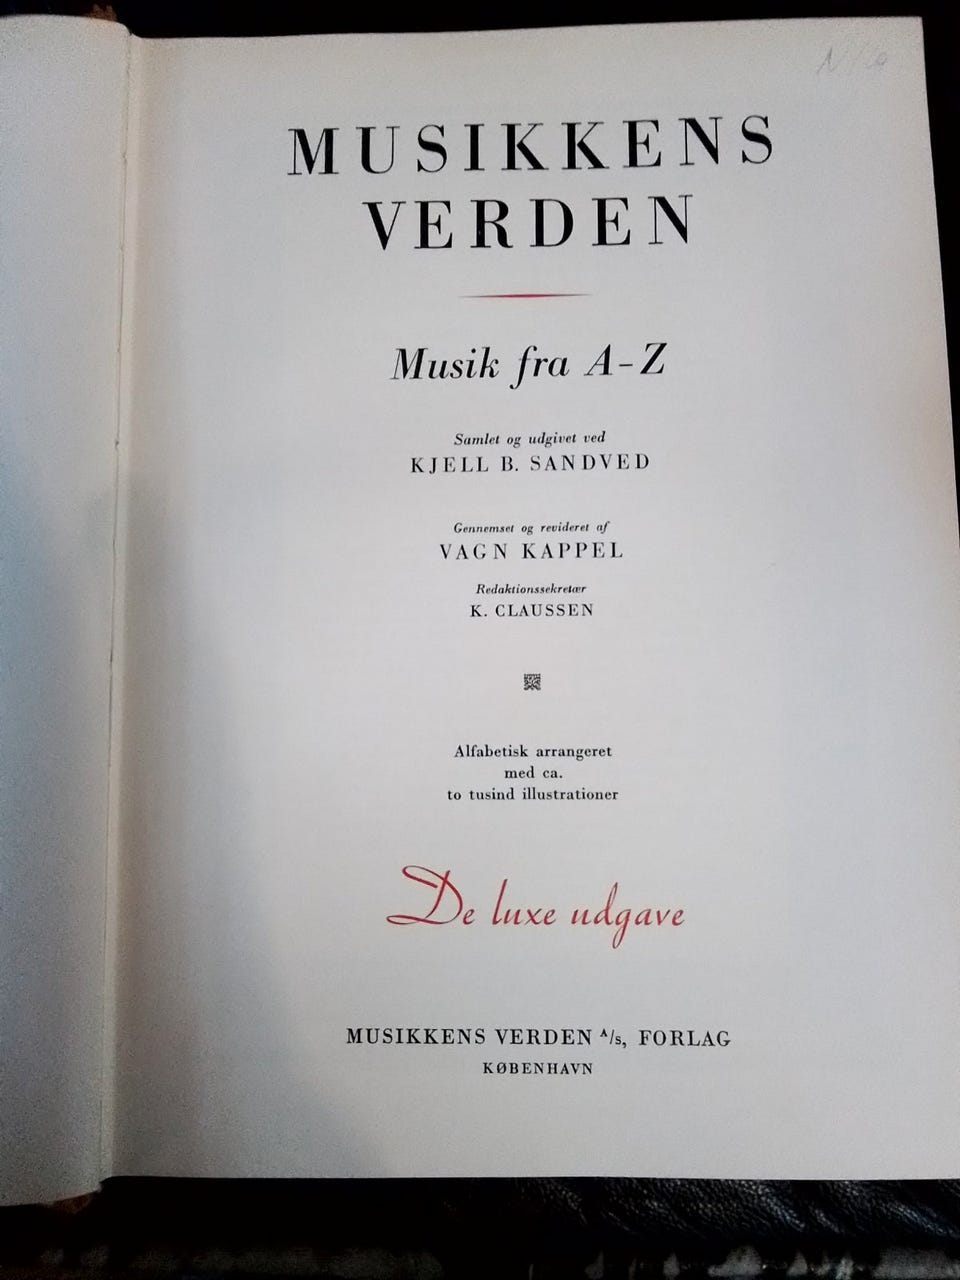 MUSIKKENS
VERDEN
Musik fra A-Z
Samlet og udgivet ved
KJELL B. SANDVED
Gennemset og revideret af
VAGN KAPPEL
Redaktionssekretær
K. CLAUSSEN
Alfabetisk arrangeret
med ca.
to tusind illustrationer
De luxe udgave
MUSIKKENS VERDEN A/S, FORLAG
KØBENHAVN